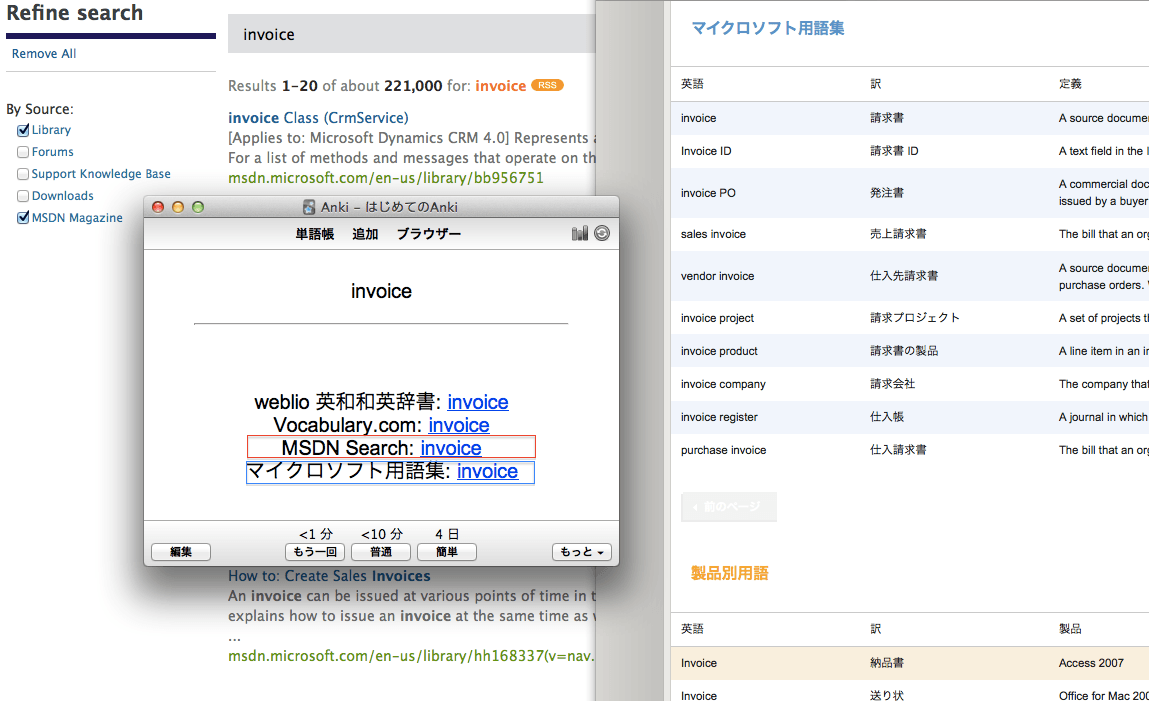 Refine search
Remove All
By Source:
Library
Forums
Support Knowledge Base
Downloads
MSDN Magazine
invoice
Results 1-20 of about 221,000 for: invoice RSS
invoice Class (CrmService)
[Applies to: Microsoft Dynamics CRM 4.0] Represents
For a list of methods and messages that operate on th
msdn.microsoft.com/en-us/library/bb956751
Anki - はじめてのAnki
単語帳 追加 ブラウザー
invoice
weblio 英和和英辞書: invoice
Vocabulary.com: invoice
MSDN Search: invoice
マイクロソフト用語集: invoice
<1 分 <10 分 4 日
編集 もう一回 普通 簡単 もっと
How to: Create Sales Invoices
An invoice can be issued at various points of time in t
explains how to issue an invoice at the same time as
...
msdn.microsoft.com/en-us/library/hh168337(v=nav.
マイクロソフト用語集
英語 訳 定義
invoice 請求書 A source docume
Invoice ID 請求書 ID A text field in the
invoice PO 発注書 A commercial doc
issued by a buyer
sales invoice 売上請求書 The bill that an or
vendor invoice 仕入先請求書 A source docume
purchase orders.
invoice project 請求プロジェクト A set of projects t
invoice product 請求書の製品 A line item in an i
invoice company 請求会社 The company that
invoice register 仕入帳 A journal in which
purchase invoice 仕入請求書 The bill that an or
前のページ
製品別用語
英語 訳 製品
Invoice 納品書 Access 2007
Invoice 送り状 Office for Mac 200